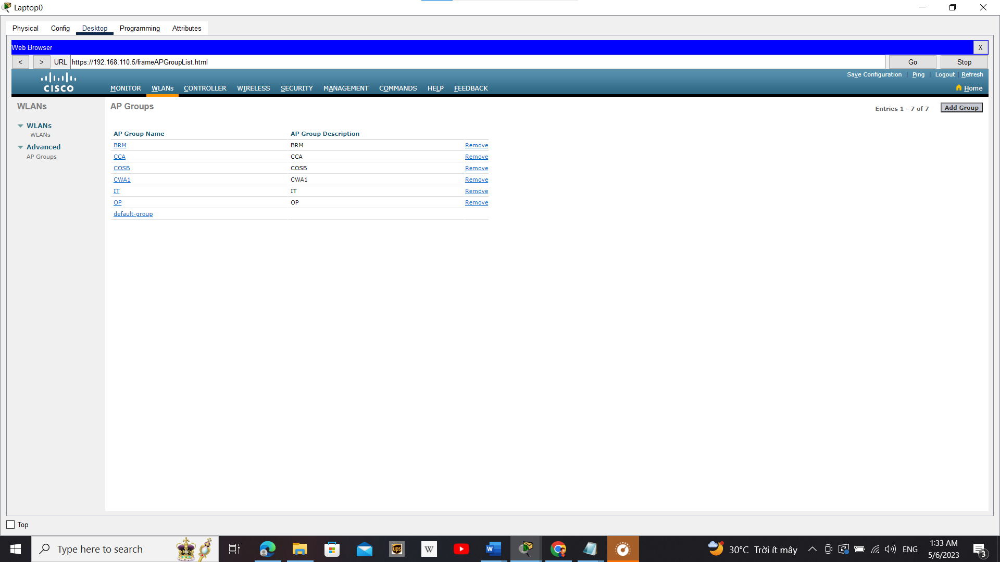 Laptop0
Physical Config Desktop Programming Attributes
Web Browser X
< > URL https://192.168.110.5/frameAPGroupList.html Go Stop
Save Configuration | Ping | Logout | Refresh
CISCO MONITOR WLANs CONTROLLER WIRELESS SECURITY MANAGEMENT COMMANDS HELP FEEDBACK Home
WLANs
WLANs
WLANs
Advanced
AP Groups
AP Groups Entries 1 - 7 of 7 Add Group
AP Group Name AP Group Description
BRM BRM Remove
CCA CCA Remove
COSB COSB Remove
CWA1 CWA1 Remove
IT IT Remove
OP OP Remove
default-group
Top
Type here to search ups W W 30°C Trời ít mây ENG 1:33 AM
5/6/2023 3